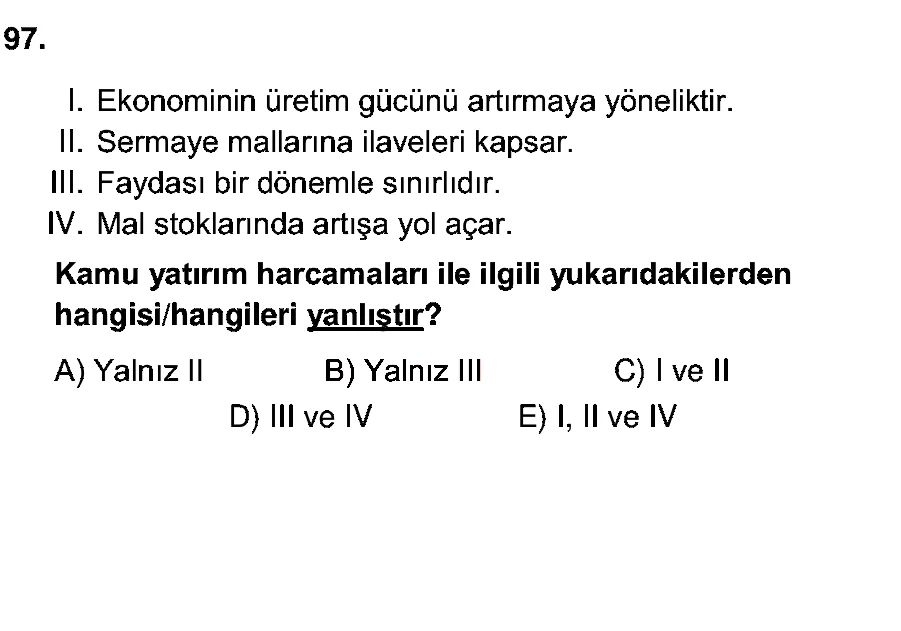 97.
I. Ekonominin üretim gücünü artırmaya yöneliktir.
II. Sermaye mallarına ilaveleri kapsar.
III. Faydası bir dönemle sınırlıdır.
IV. Mal stoklarında artışa yol açar.
Kamu yatırım harcamaları ile ilgili yukarıdakilerden
hangisi/hangileri yanlıştır?
A) Yalnız II B) Yalnız III C) I ve II
D) III ve IV E) I, II ve IV